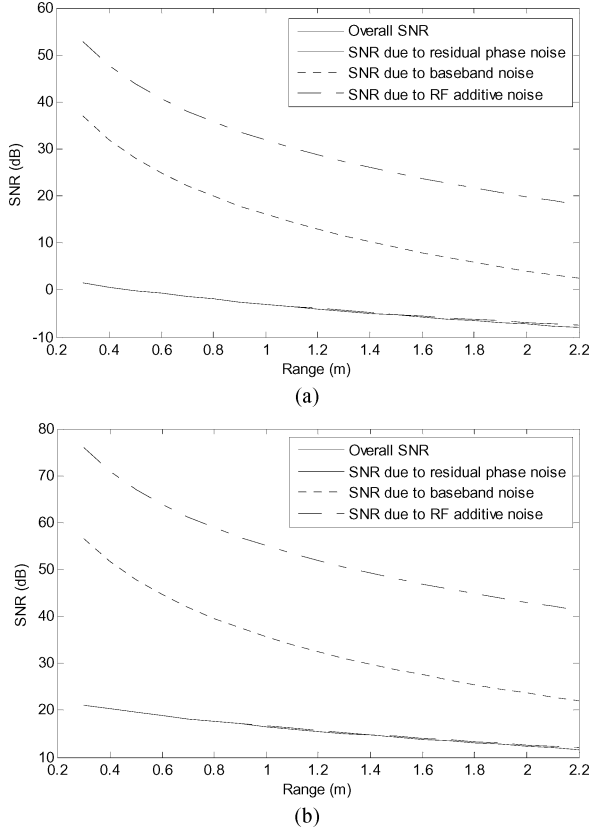 60
50
40
30
20
10
0
-10
SNR (dB)
Overall SNR
SNR due to residual phase noise
SNR due to baseband noise
SNR due to RF additive noise
0.2 0.4 0.6 0.8 1 1.2 1.4 1.6 1.8 2 2.2
Range (m)
(a)
80
70
60
50
40
30
20
10
SNR (dB)
Overall SNR
SNR due to residual phase noise
SNR due to baseband noise
SNR due to RF additive noise
0.2 0.4 0.6 0.8 1 1.2 1.4 1.6 1.8 2 2.2
Range (m)
(b)